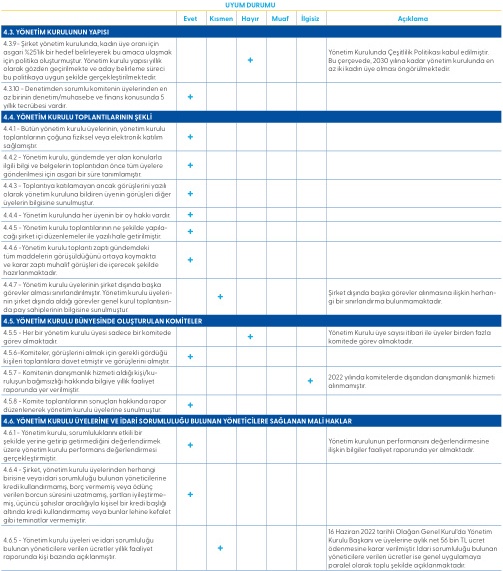 UYUM DURUMU
Evet Kısmen Hayır Muaf İlgisiz Açıklama
4.3. YÖNETİM KURULUNUN YAPISI
4.3.9- Şirket yönetim kurulunda, kadın üye oranı için
asgari %25'lik bir hedef belirleyerek bu amaca ulaşmak
için politika oluşturmuştur. Yönetim kurulu yapısı yıllık
olarak gözden geçirilmekte ve aday belirleme süreci
bu politikaya uygun şekilde gerçekleştirilmektedir.
+
Yönetim Kurulunda Çeşitlilik Politikası kabul edilmiştir.
Bu çerçevede, 2030 yılına kadar yönetim kurulunda en
az iki kadın üye olması öngörülmektedir.
4.3.10 - Denetimden sorumlu komitenin üyelerinden en
az birinin denetim/muhasebe ve finans konusunda 5
yıllık tecrübesi vardır.
+
4.4. YÖNETİM KURULU TOPLANTILARININ ŞEKLİ
4.4.1 - Bütün yönetim kurulu üyelerinin, yönetim kurulu
toplantılarının çoğuna fiziksel veya elektronik katılım
sağlamıştır.
+
4.4.2 - Yönetim kurulu, gündemde yer alan konularla
ilgili bilgi ve belgelerin toplantıdan önce tüm üyelere
gönderilmesi için asgari bir süre tanımlamıştır.
+
4.4.3 - Toplantıya katılamayan ancak görüşlerini yazılı
olarak yönetim kuruluna bildiren üyenin görüşleri diğer
üyelerin bilgisine sunulmuştur.
+
4.4.4 - Yönetim kurulunda her üyenin bir oy hakkı vardır.
+
4.4.5 - Yönetim kurulu toplantılarının ne şekilde yapıla-
cağı şirket içi düzenlemeler ile yazılı hale getirilmiştir.
+
4.4.6 -Yönetim kurulu toplantı zaptı gündemdeki
tüm maddelerin görüşüldüğünü ortaya koymakta
ve karar zaptı muhalif görüşleri de içerecek şekilde
hazırlanmaktadır.
+
4.4.7 - Yönetim kurulu üyelerinin şirket dışında başka
görevler alması sınırlandırılmıştır. Yönetim kurulu üyeleri-
nin şirket dışında aldığı görevler genel kurul toplantısın-
da pay sahiplerinin bilgisine sunulmuştur.
+
Şirket dışında başka görevler alınmasına ilişkin herhan-
gi bir sınırlandırma bulunmamaktadır.
4.5. YÖNETİM KURULU BÜNYESİNDE OLUŞTURULAN KOMİTELER
4.5.5 - Her bir yönetim kurulu üyesi sadece bir komitede
görev almaktadır.
+
Yönetim Kurulu üye sayısı itibari ile üyeler birden fazla
komitede görev almaktadır.
4.5.6-Komiteler, görüşlerini almak için gerekli gördüğü
kişileri toplantılara davet etmiştir ve görüşlerini almıştır.
+
4.5.7 - Komitenin danışmanlık hizmeti aldığı kişi/ku-
ruluşun bağımsızlığı hakkında bilgiye yıllık faaliyet
raporunda yer verilmiştir.
+
2022 yılında komitelerde dışarıdan danışmanlık hizmeti
alınmamıştır.
4.5.8 - Komite toplantılarının sonuçları hakkında rapor
düzenlenerek yönetim kurulu üyelerine sunulmuştur.
+
4.6. YÖNETİM KURULU ÜYELERİNE VE İDARİ SORUMLULUĞU BULUNAN YÖNETİCİLERE SAĞLANAN MALİ HAKLAR
4.6.1 - Yönetim kurulu, sorumluluklarını etkili bir
şekilde yerine getirip getirmediğini değerlendirmek
üzere yönetim kurulu performans değerlendirmesi
gerçekleştirmiştir.
+
Yönetim kurulunun performansını değerlendirmesine
ilişkin bilgiler faaliyet raporunda yer almaktadır.
4.6.4 - Şirket, yönetim kurulu üyelerinden herhangi
birisine veya idari sorumluluğu bulunan yöneticilerine
kredi kullandırmamış, borç vermemiş veya ödünç
verilen borcun süresini uzatmamış, şartları iyileştirme-
miş, üçüncü şahıslar aracılığıyla kişisel bir kredi başlığı
altında kredi kullandırmamış veya bunlar lehine kefalet
gibi teminatlar vermemiştir.
+
4.6.5 - Yönetim kurulu üyeleri ve idari sorumluluğu
bulunan yöneticilere verilen ücretler yıllık faaliyet
raporunda kişi bazında açıklanmıştır.
+
16 Haziran 2022 tarihli Olağan Genel Kurul'da Yönetim
Kurulu Başkanı ve üyelerine aylık net 56 bin TL ücret
ödenmesine karar verilmiştir. İdari sorumluluğu bulunan
yöneticilere verilen ücretler ise genel uygulamaya
paralel olarak toplu şekilde açıklanmaktadır.